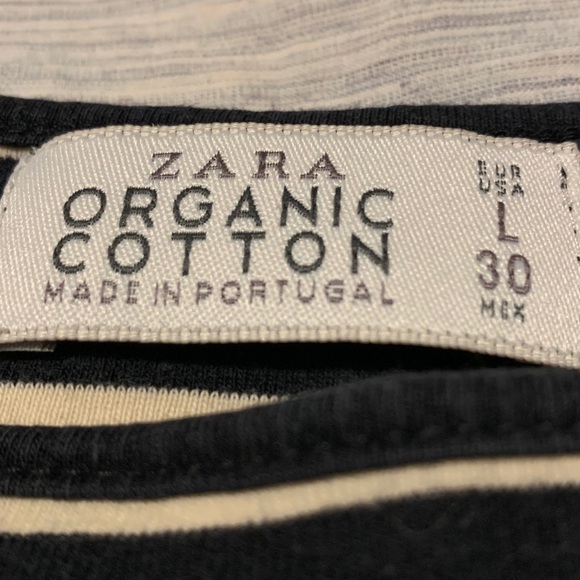 ZARA
ORGANIC
COTTON
MADE IN PORTUGAL
EUR
USA
L
30
MEX